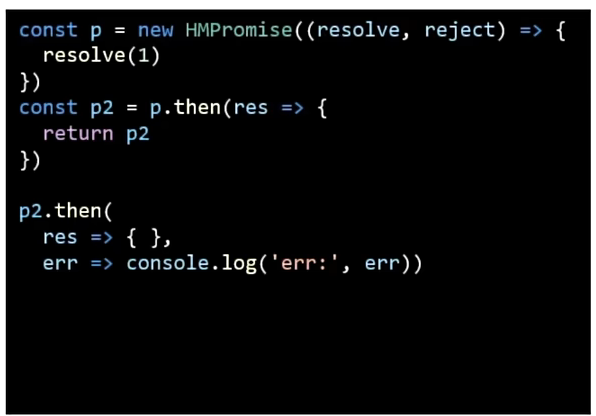 const p = new HMPromise((resolve, reject) => {
  resolve(1)
})
const p2 = p.then(res => {
  return p2
})

p2.then(
  res => { },
  err => console.log('err:', err))